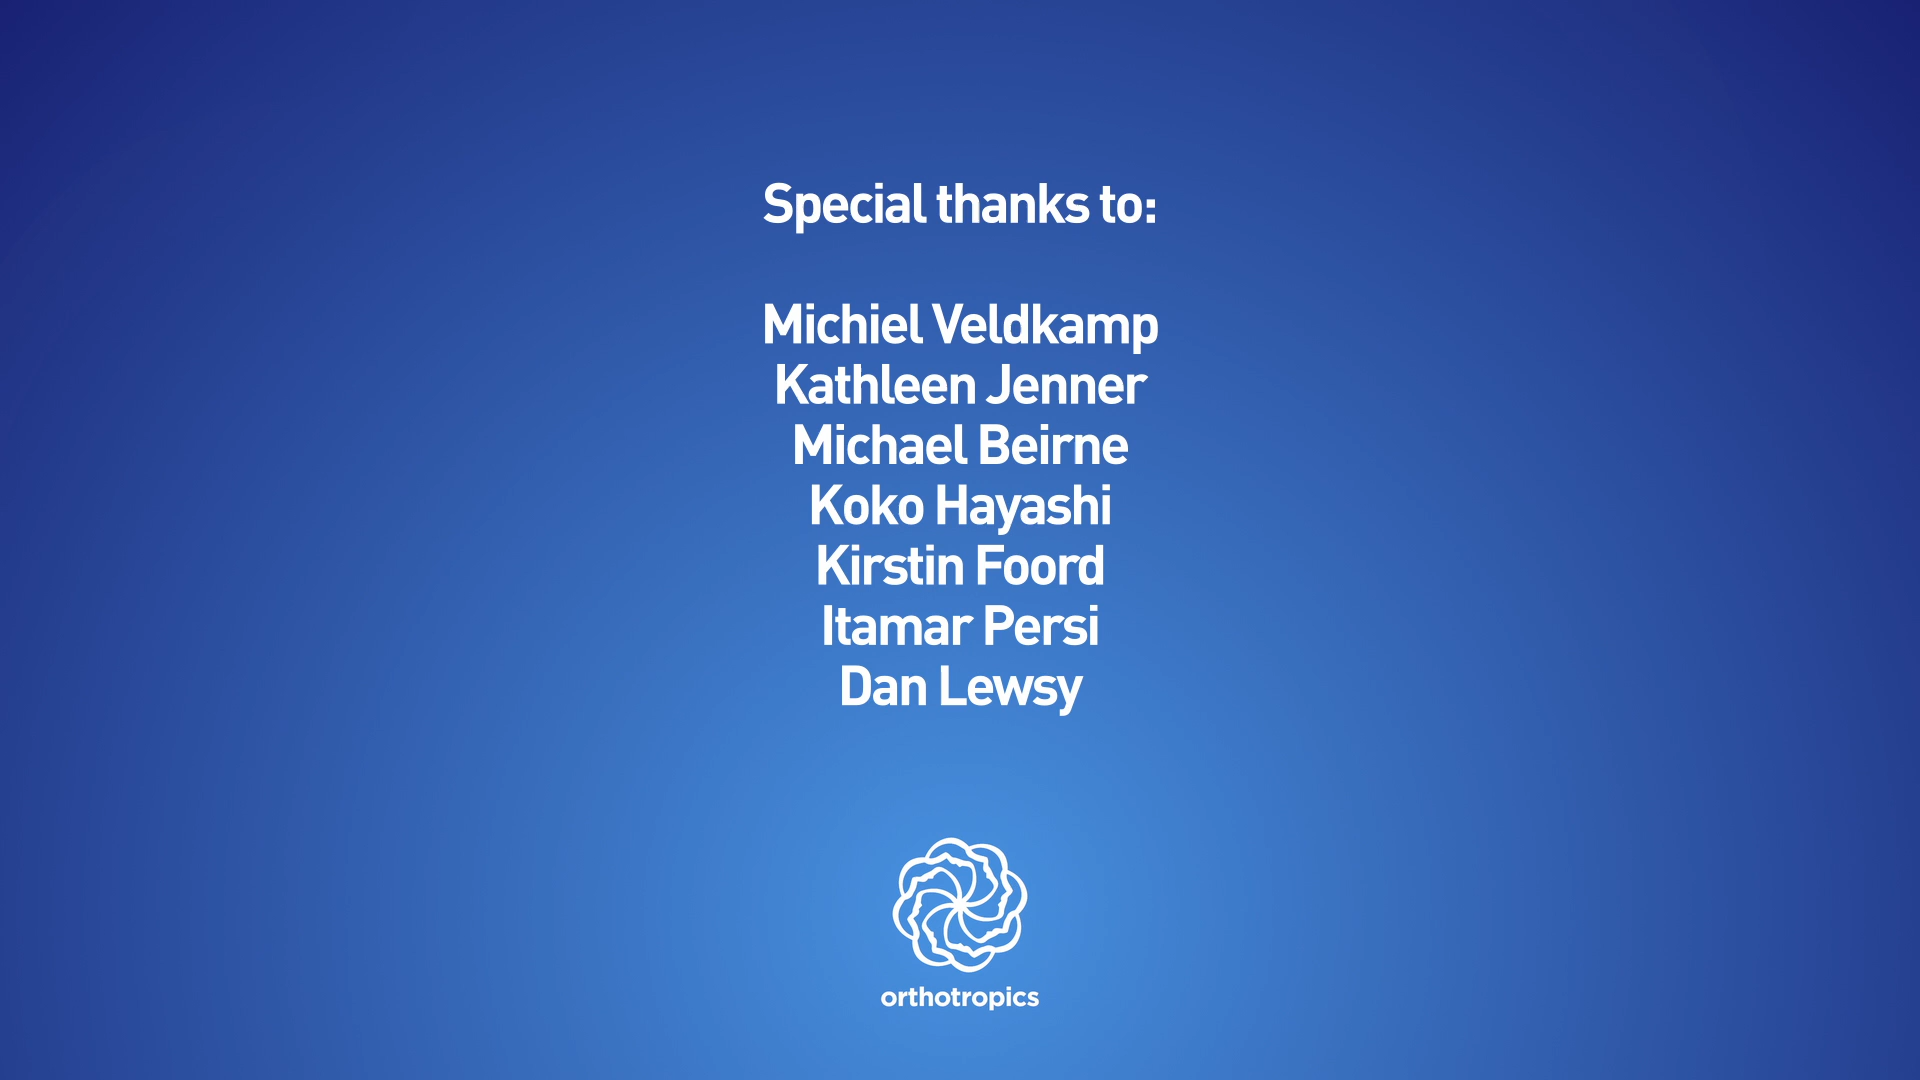 Special thanks to:
Michiel Veldkamp
Kathleen Jenner
Michael Beirne
Koko Hayashi
Kirstin Foord
Itamar Persi
Dan Lewsy
orthotropics